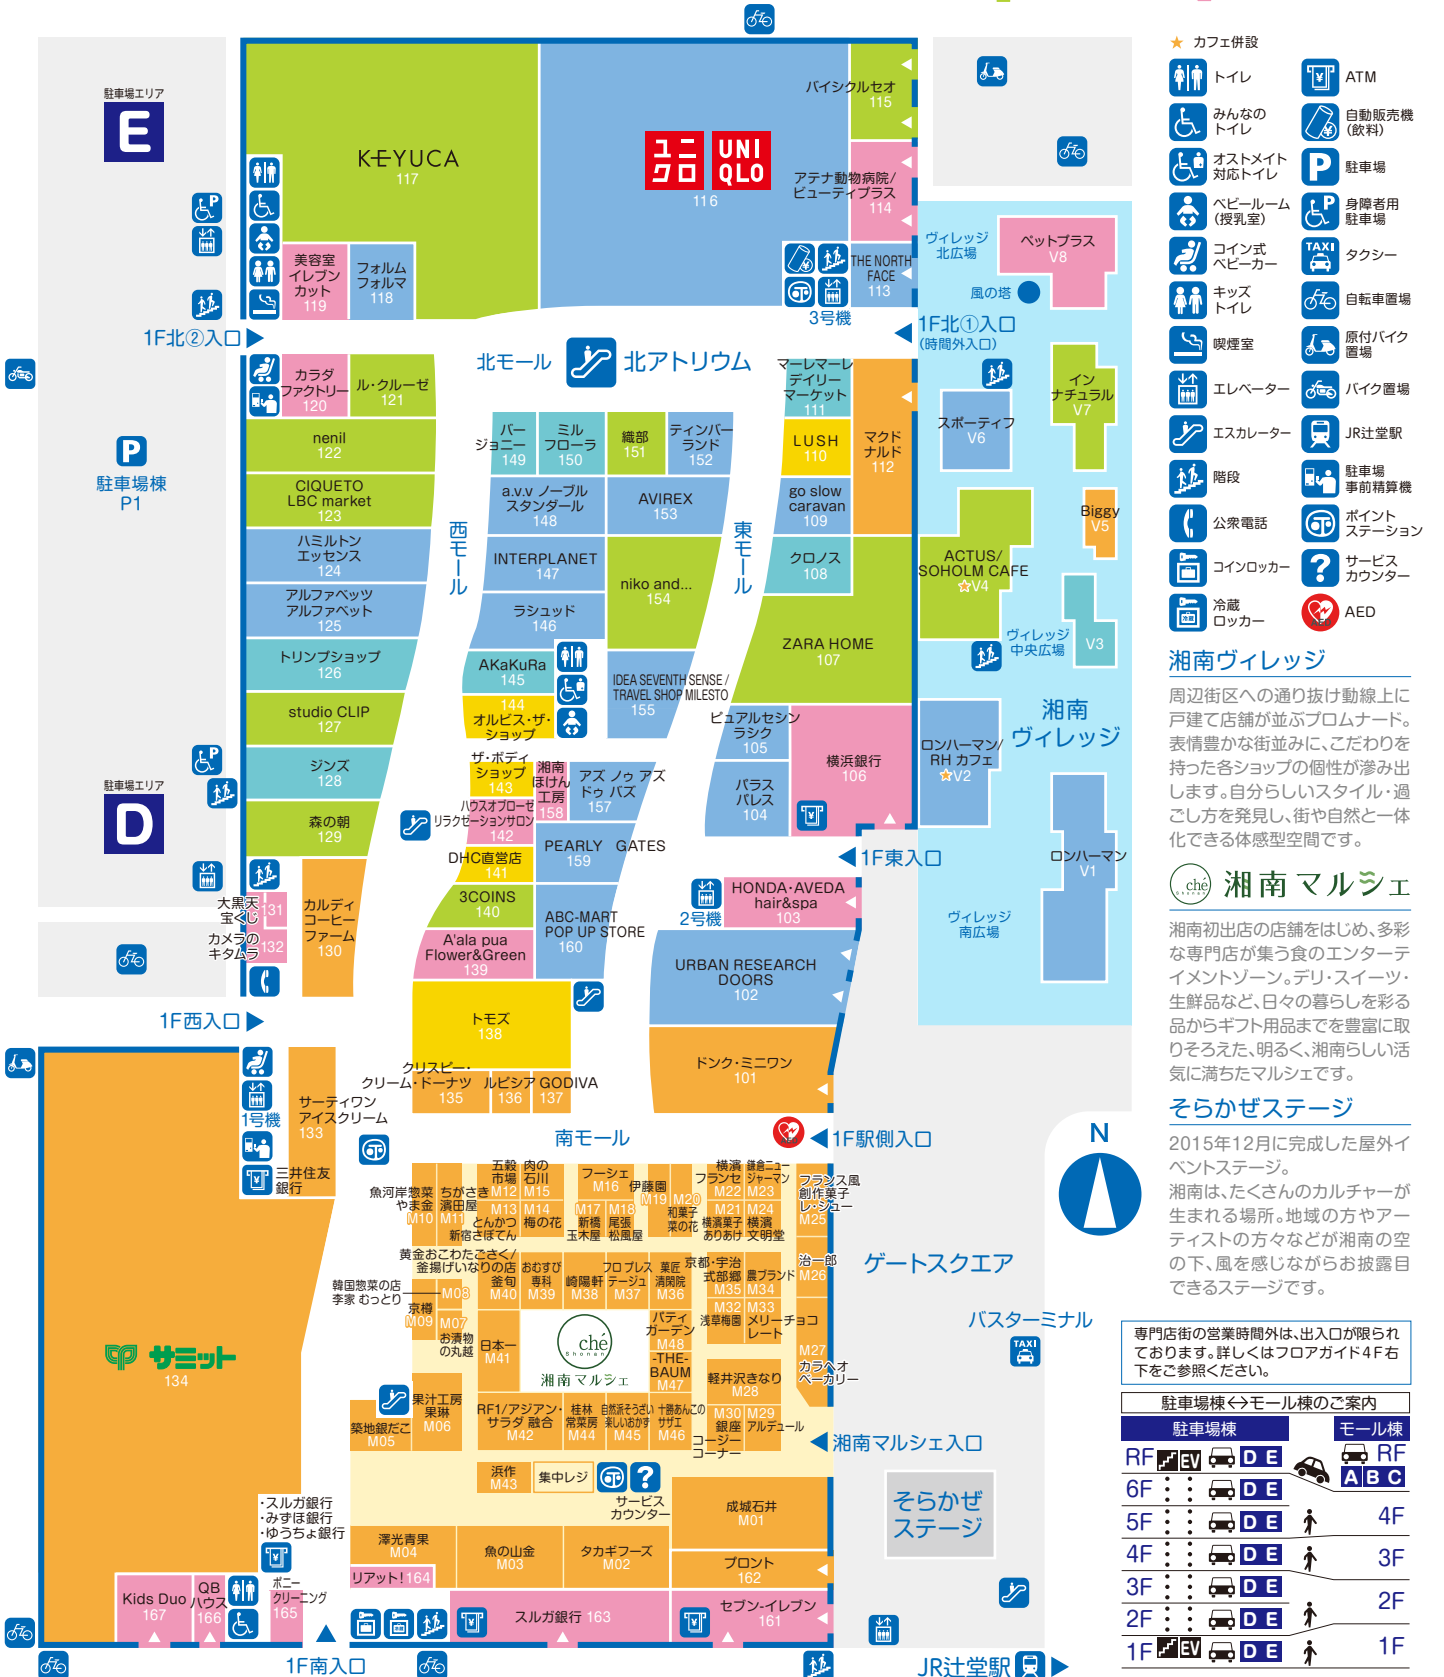 ★ カフェ併設
トイレ
ATM
みんなの
トイレ
自動販売機
(飲料)
オストメイト
対応トイレ
駐車場
ベビールーム
(授乳室)
身障者用
駐車場
コイン式
ベビーカー
TAXI
タクシー
キッズ
トイレ
自転車置場
喫煙室
原付バイク
置場
エレベーター
バイク置場
エスカレーター
JR辻堂駅
階段
駐車場
事前精算機
公衆電話
ポイント
ステーション
コインロッカー
サービス
カウンター
冷蔵
ロッカー
AED
湘南ヴィレッジ
周辺街区への通り抜け動線上に
戸建て店舗が並ぶプロムナード。
表情豊かな街並みに、こだわりを
持った各ショップの個性が滲み出
します。自分らしいスタイル・過
ごし方を発見し、街や自然と一体
化できる体感型空間です。
ché Shonan 湘南マルシェ
湘南初出店の店舗をはじめ、多彩
な専門店が集う食のエンターテ
イメントゾーン。デリ・スイーツ・
生鮮品など、日々の暮らしを彩る
品からギフト用品までを豊富に取
りそろえた、明るく、湘南らしい活
気に満ちたマルシェです。
そらかぜステージ
2015年12月に完成した屋外イ
ベントステージ。
湘南は、たくさんのカルチャーが
生まれる場所。地域の方やアー
ティストの方々などが湘南の空
の下、風を感じながらお披露目
できるステージです。
専門店街の営業時間外は、出入口が限られ
ております。詳しくはフロアガイド4F右
下をご参照ください。
駐車場棟⇔モール棟のご案内
駐車場棟
モール棟
RF EV D E
RF
A B C
6F D E
5F D E
4F
4F D E
3F
3F D E
2F
2F D E
1F EV D E
1F
駐車場エリア
E
P
駐車場棟
P1
駐車場エリア
D
KEYUCA
117
ユニクロ UNIQLO
116
バイシクルセオ
115
アテナ動物病院/
ビューティプラス
114
THE NORTH
FACE
113
3号機
美容室
イレブン
カット
119
フォルム
フォルマ
118
1F北②入口
1F北①入口
(時間外入口)
北モール
北アトリウム
カラダ
ファクトリー
120
ル・クルーゼ
121
nenil
122
CIQUETO
LBC market
123
ハミルトン
エッセンス
124
アルファベッツ
アルファベット
125
トリンプショップ
126
studio CLIP
127
ジンズ
128
森の朝
129
大黒天
宝くじ
131
カメラの
キタムラ
132
カルディ
コーヒー
ファーム
130
1F西入口
西モール
東モール
バー
ジョニー
149
ミル
フローラ
150
織部
151
ティンバー
ランド
152
a.v.v ノーブル
スタンダール
148
AVIREX
153
INTERPLANET
147
niko and...
154
ラシュッド
146
AKaKuRa
145
144
オルビス・ザ・
ショップ
IDEA SEVENTH SENSE /
TRAVEL SHOP MILESTO
155
ザ・ボディ
ショップ
143
湘南
ほけん
工房
158
アズ ノゥ アズ
ドゥ バズ
157
ハウスオブローゼ
リラクゼーションサロン
142
PEARLY GATES
159
DHC直営店
141
3COINS
140
ABC-MART
POP UP STORE
160
A'ala pua
Flower&Green
139
トモズ
138
クリスピー・
クリーム・ドーナツ
135
ルピシア
136
GODIVA
137
マーレマーレ
デイリー
マーケット
111
LUSH
110
マクド
ナルド
112
go slow
caravan
109
クロノス
108
ZARA HOME
107
ピュアルセシン
ラシク
105
横浜銀行
106
パラス
パレス
104
1F東入口
2号機
HONDA・AVEDA
hair&spa
103
URBAN RESEARCH
DOORS
102
ドンク・ミニワン
101
ヴィレッジ
北広場
ペットプラス
V8
風の塔
スポーティフ
V6
イン
ナチュラル
V7
Biggy
V5
ACTUS/
SOHOLM CAFE
★V4
ヴィレッジ
中央広場
V3
湘南
ヴィレッジ
ロンハーマン/
RH カフェ
★V2
ロンハーマン
V1
ヴィレッジ
南広場
1号機
三井住友
銀行
サーティワン
アイスクリーム
133
南モール
1F駅側入口
N
サミット
134
魚河岸惣菜
やま金
M10
ちがさき
濱田屋
M11
五穀
市場
M12
肉の
石川
M15
M13
とんかつ
新宿さぼてん
M14
梅の花
フーシェ
M16
M17
新橋
玉木屋
M18
尾張
松風屋
伊藤園
M19
M20
和菓子
菜の花
横濱
フランセ
M22
鎌倉ニュー
ジャーマン
M23
M21
横濱菓子
ありあけ
M24
横濱
文明堂
フランス風
創作菓子
レ・シュー
M25
黄金おこわたごさく/
釜揚げいなりの店
釜旬
M40
おむすび
専科
M39
崎陽軒
M38
フロ プレス
テージュ
M37
菓匠
清閑院
M36
京都・宇治
式部郷
M35
農ブランド
M34
治一郎
M26
韓国惣菜の店
李家 むっとり
M08
京樽
M09
M07
お漬物
の丸越
日本一
M41
ché Shonan
湘南マルシェ
パティ
ガーデン
M48
-THE-
BAUM
M47
M32
浅草梅園
M33
メリーチョコ
レート
M27
カラヘオ
ベーカリー
軽井沢きなり
M28
果汁工房
果琳
M06
築地銀だこ
M05
RF1/アジアン・
サラダ 融合
M42
桂林
常菜房
M44
自然派そうざい
楽しいおかず
M45
十勝あんこの
サザエ
M46
M30
銀座
コージー
コーナー
M29
アルデュール
湘南マルシェ入口
浜作
M43
集中レジ
サービス
カウンター
成城石井
M01
澤光青果
M04
魚の山金
M03
タカギフーズ
M02
プロント
162
リアット! 164
スルガ銀行 163
セブン-イレブン
161
・スルガ銀行
・みずほ銀行
・ゆうちょ銀行
Kids Duo
167
QB
ハウス
166
ポニー
クリーニング
165
1F南入口
ゲートスクエア
バスターミナル
TAXI
そらかぜ
ステージ
JR辻堂駅